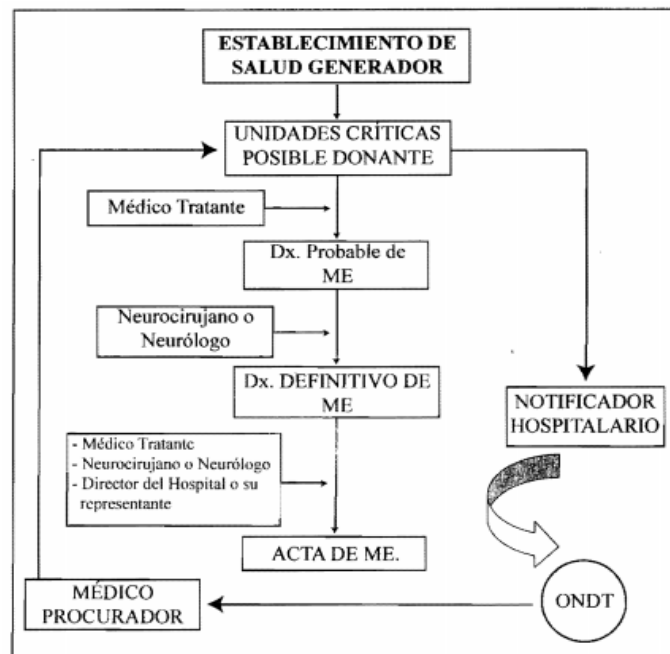 ESTABLECIMIENTO DE
SALUD GENERADOR
UNIDADES CRÍTICAS
POSIBLE DONANTE
Médico Tratante
Dx. Probable de
ME
Neurocirujano o
Neurólogo
Dx. DEFINITIVO DE
ME
NOTIFICADOR
HOSPITALARIO
- Médico Tratante
- Neurocirujano o Neurólogo
- Director del Hospital o su
representante
ACTA DE ME.
MÉDICO
PROCURADOR
ONDT